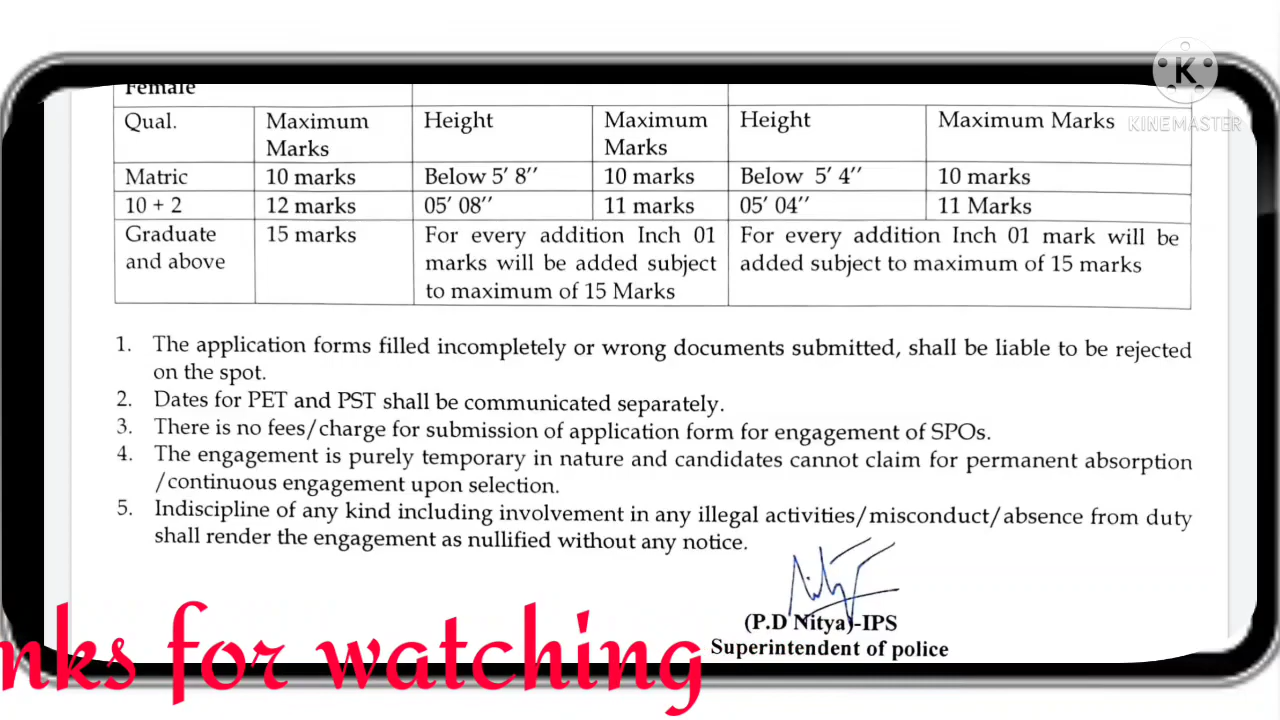 Female
Qual. Maximum Marks Height Maximum Marks Height Maximum Marks
Matric 10 marks Below 5′ 8′′ 10 marks Below 5′ 4′′ 10 marks
10 + 2 12 marks 05′ 08′′ 11 marks 05′ 04′′ 11 Marks
Graduate and above 15 marks For every addition Inch 01 marks will be added subject to maximum of 15 Marks For every addition Inch 01 mark will be added subject to maximum of 15 marks
1. The application forms filled incompletely or wrong documents submitted, shall be liable to be rejected
on the spot.
2. Dates for PET and PST shall be communicated separately.
3. There is no fees/charge for submission of application form for engagement of SPOs.
4. The engagement is purely temporary in nature and candidates cannot claim for permanent absorption
/continuous engagement upon selection.
5. Indiscipline of any kind including involvement in any illegal activities/misconduct/absence from duty
shall render the engagement as nullified without any notice.
(P.D Nitya)-IPS
Superintendent of police
nks for watching
K
KINEMASTER